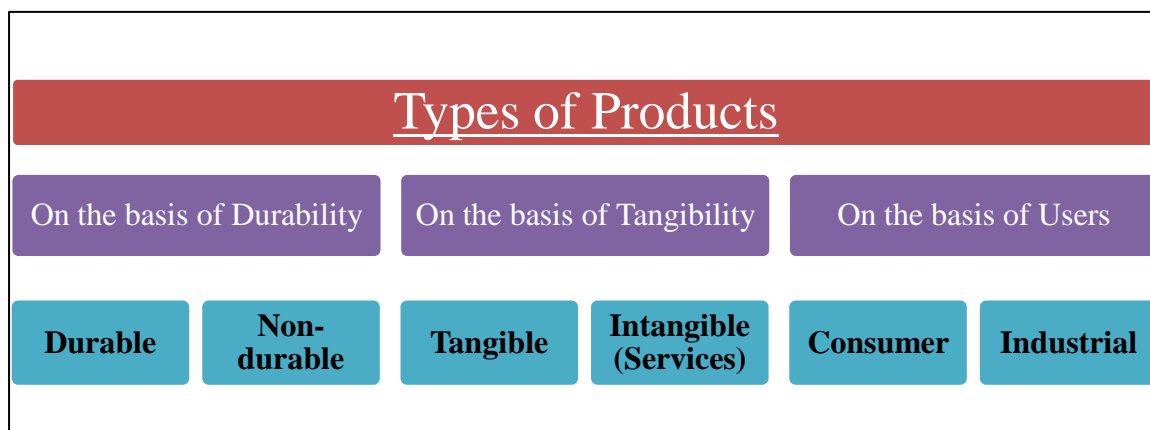 Types of Products
On the basis of Durability
On the basis of Tangibility
On the basis of Users
Durable
Non-
durable
Tangible
Intangible
(Services)
Consumer
Industrial